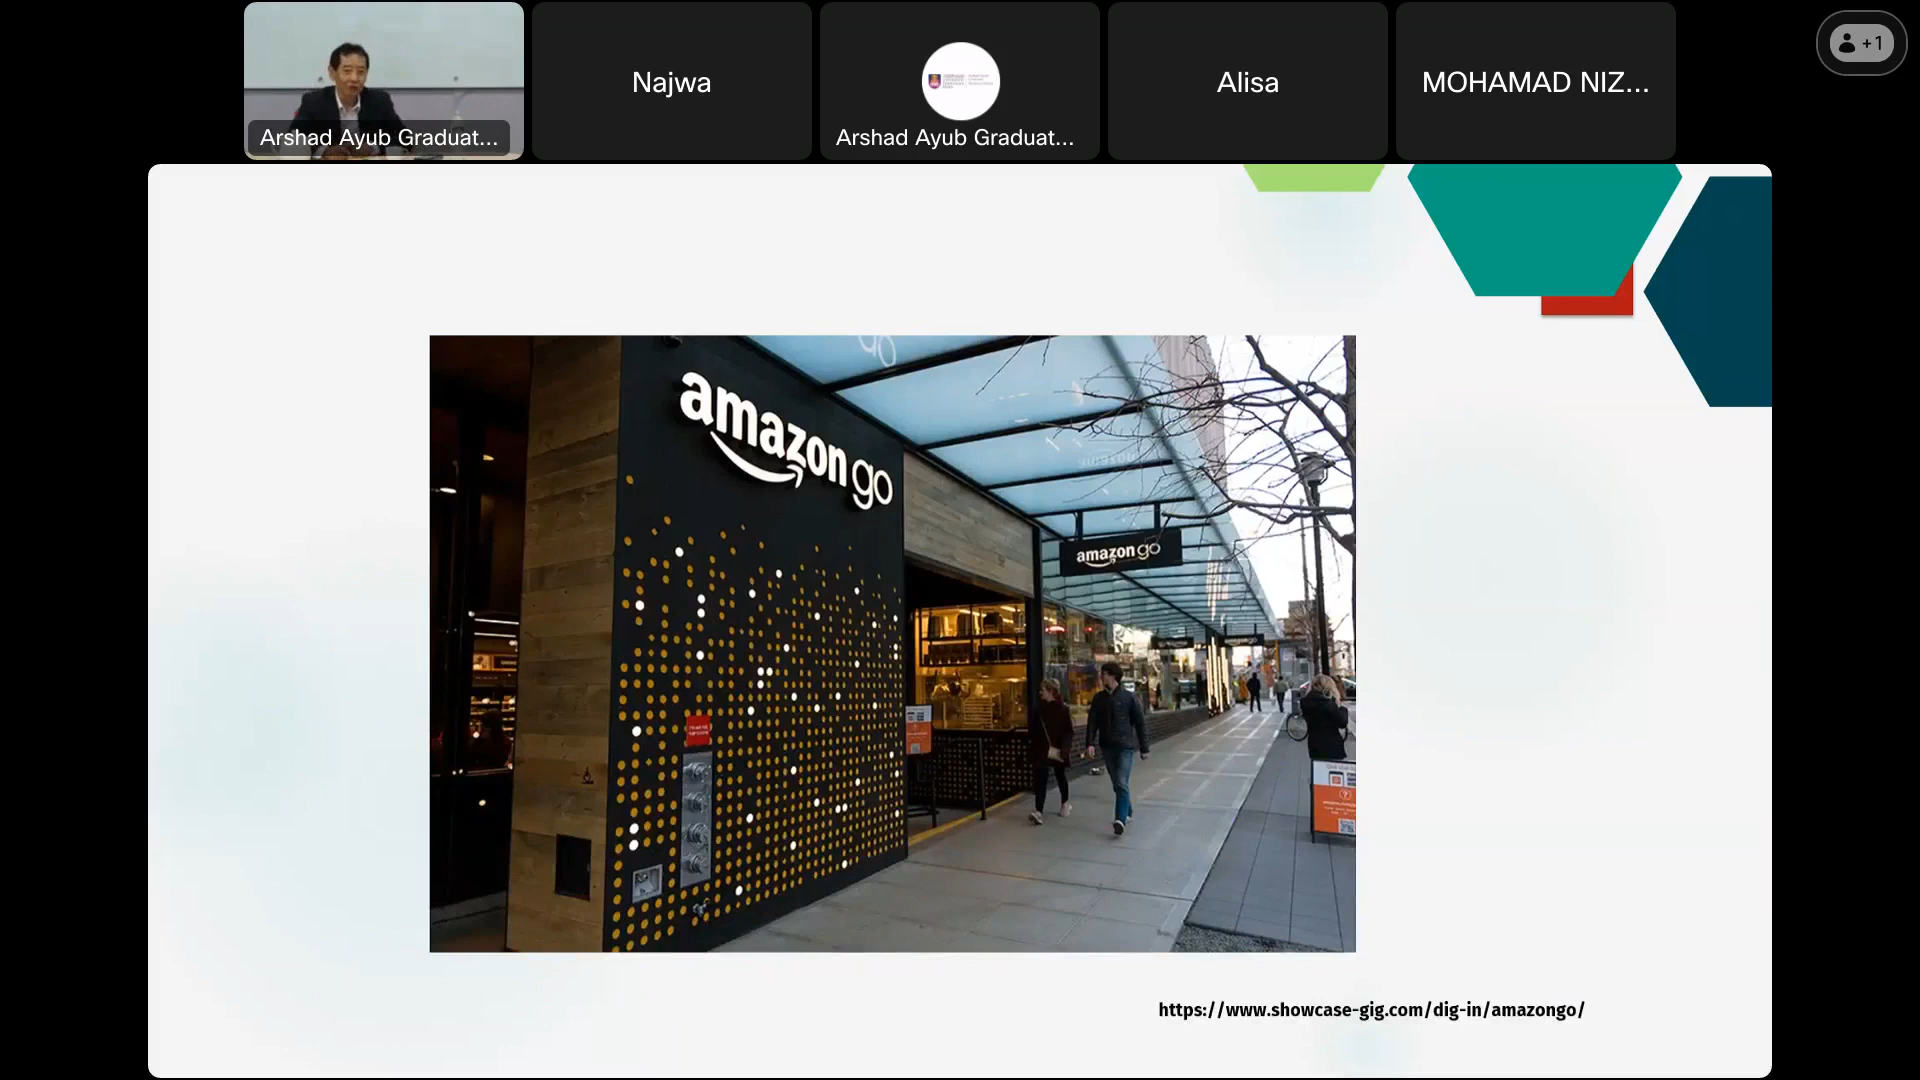 Arshad Ayub Graduat...
Najwa
Arshad Ayub Graduat...
Alisa
MOHAMAD NIZ...
+1
go
amazon go
amazon go
https://www.showcase-gig.com/dig-in/amazongo/